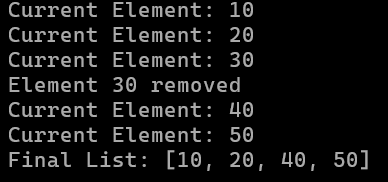 Current Element: 10
Current Element: 20
Current Element: 30
Element 30 removed
Current Element: 40
Current Element: 50
Final List: [10, 20, 40, 50]